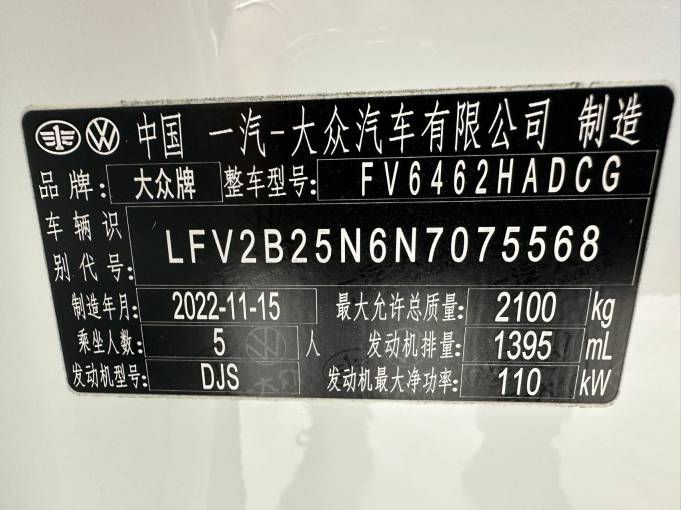 中国 一汽-大众汽车有限公司 制造
品牌: 大众牌 整车型号: FV6462HADCG
车辆识别代号: LFV2B25N6N7075568
制造年月: 2022-11-15 最大允许总质量: 2100 kg
乘坐人数: 5 人 发动机排量: 1395 mL
发动机型号: DJS 发动机最大净功率: 110 kW